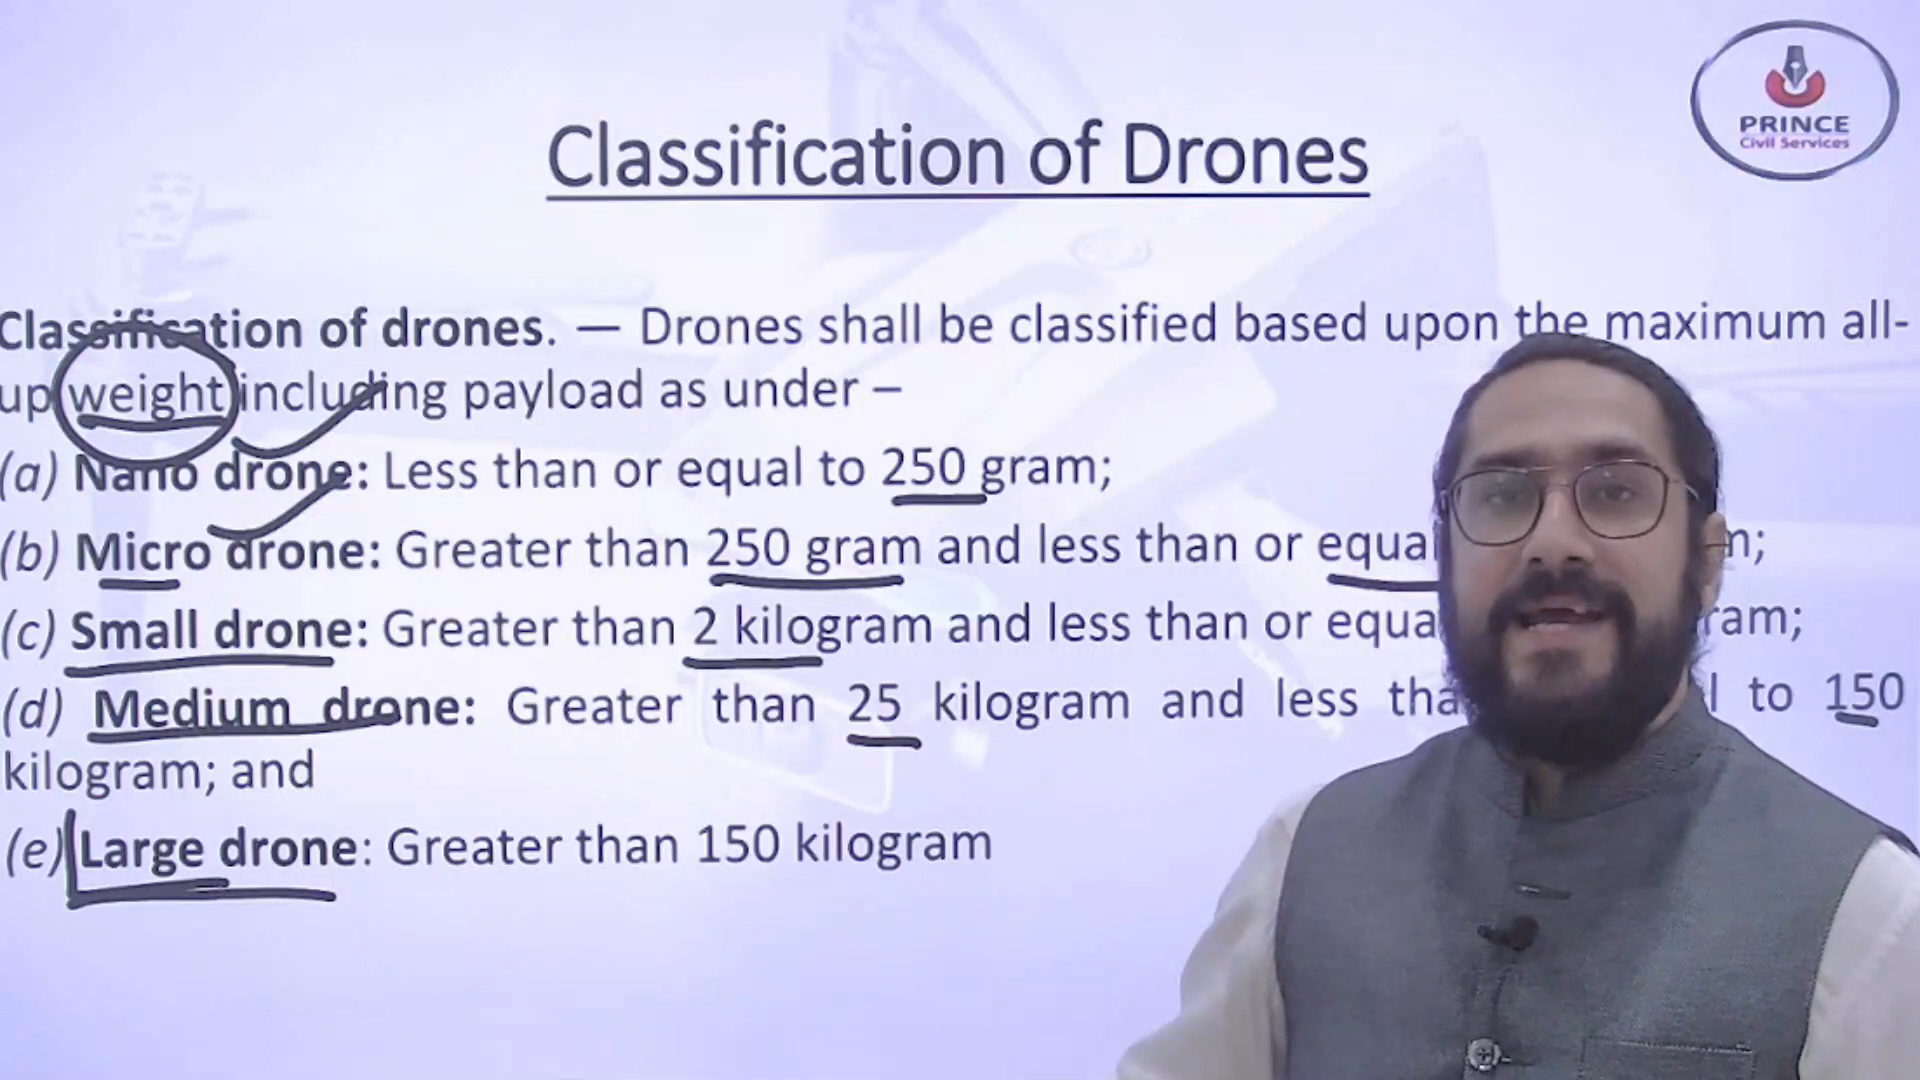 PRINCE
Civil Services
Classification of Drones
Classification of drones. — Drones shall be classified based upon the maximum all-
up weight including payload as under –
(a) Nano drone: Less than or equal to 250 gram;
(b) Micro drone: Greater than 250 gram and less than or equal
(c) Small drone: Greater than 2 kilogram and less than or equa
(d) Medium drone: Greater than 25 kilogram and less tha l to 150
kilogram; and
(e) Large drone: Greater than 150 kilogram